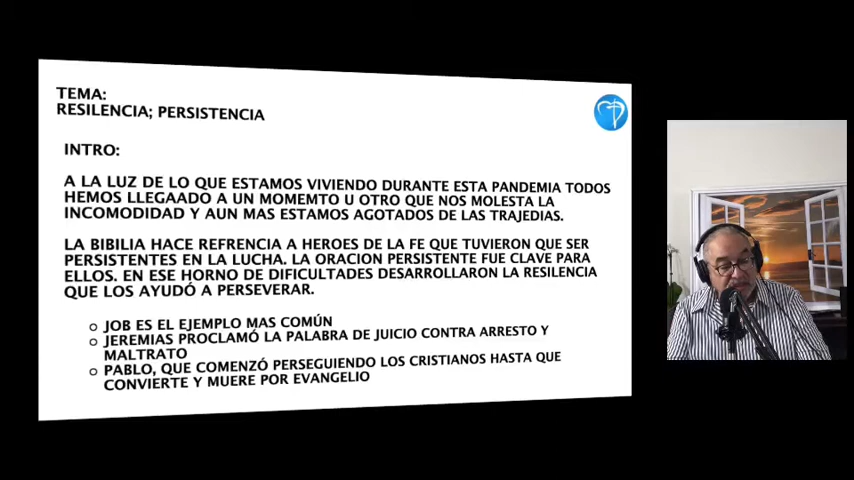 TEMA:
RESILENCIA; PERSISTENCIA
INTRO:
A LA LUZ DE LO QUE ESTAMOS VIVIENDO DURANTE ESTA PANDEMIA TODOS
HEMOS LLEGAADO A UN MOMEMTO U OTRO QUE NOS MOLESTA LA
INCOMODIDAD Y AUN MAS ESTAMOS AGOTADOS DE LAS TRAJEDIAS.
LA BIBILIA HACE REFRENCIA A HEROES DE LA FE QUE TUVIERON QUE SER
PERSISTENTES EN LA LUCHA. LA ORACION PERSISTENTE FUE CLAVE PARA
ELLOS. EN ESE HORNO DE DIFICULTADES DESARROLLARON LA RESILENCIA
QUE LOS AYUDÓ A PERSEVERAR.
o JOB ES EL EJEMPLO MAS COMÚN
o JEREMIAS PROCLAMÓ LA PALABRA DE JUICIO CONTRA ARRESTO Y
MALTRATO
o PABLO, QUE COMENZÓ PERSEGUIENDO LOS CRISTIANOS HASTA QUE
CONVIERTE Y MUERE POR EVANGELIO